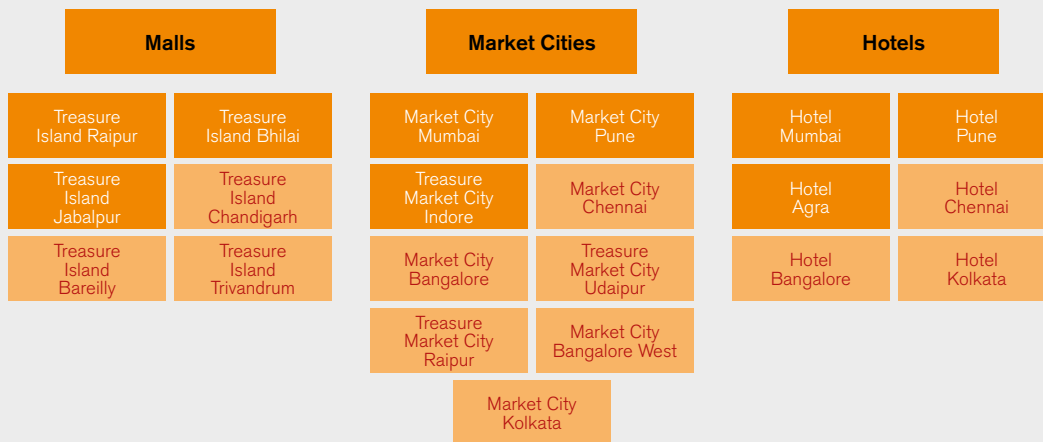 Malls
Treasure
Island Raipur
Treasure
Island Bhilai
Treasure
Island
Jabalpur
Treasure
Island
Chandigarh
Treasure
Island
Bareilly
Treasure
Island
Trivandrum
Market Cities
Market City
Mumbai
Market City
Pune
Treasure
Market City
Indore
Market City
Chennai
Market City
Bangalore
Treasure
Market City
Udaipur
Treasure
Market City
Raipur
Market City
Bangalore West
Market City
Kolkata
Hotels
Hotel
Mumbai
Hotel
Pune
Hotel
Agra
Hotel
Chennai
Hotel
Bangalore
Hotel
Kolkata